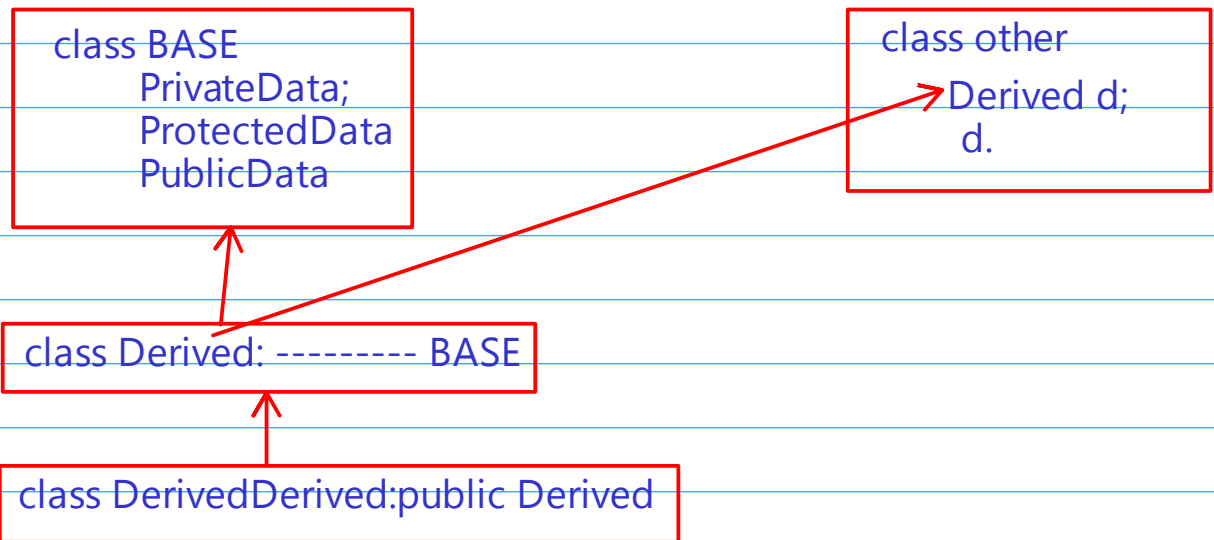 class BASE
PrivateData;
ProtectedData
PublicData
class other
Derived d;
d.
class Derived: --------- BASE
class DerivedDerived:public Derived